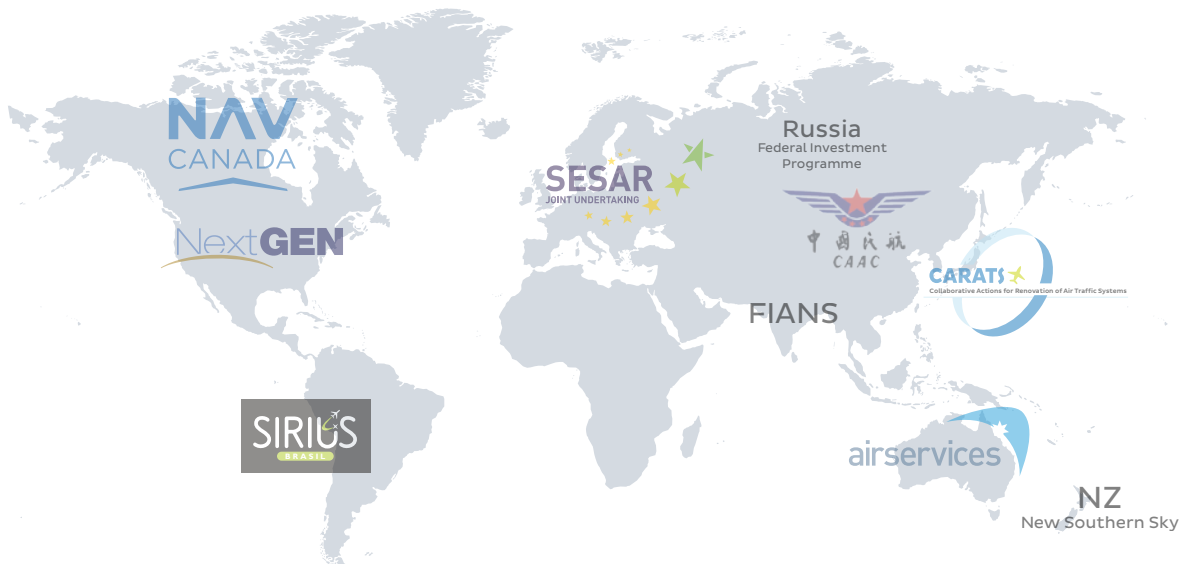 NAV
CANADA
NextGEN
SIRIUS
BRASIL
SESAR
JOINT UNDERTAKING
Russia
Federal Investment
Programme
中国民航
CAAC
FIANS
CARATS
Collaborative Actions for Renovation of Air Traffic Systems
airservices
NZ
New Southern Sky